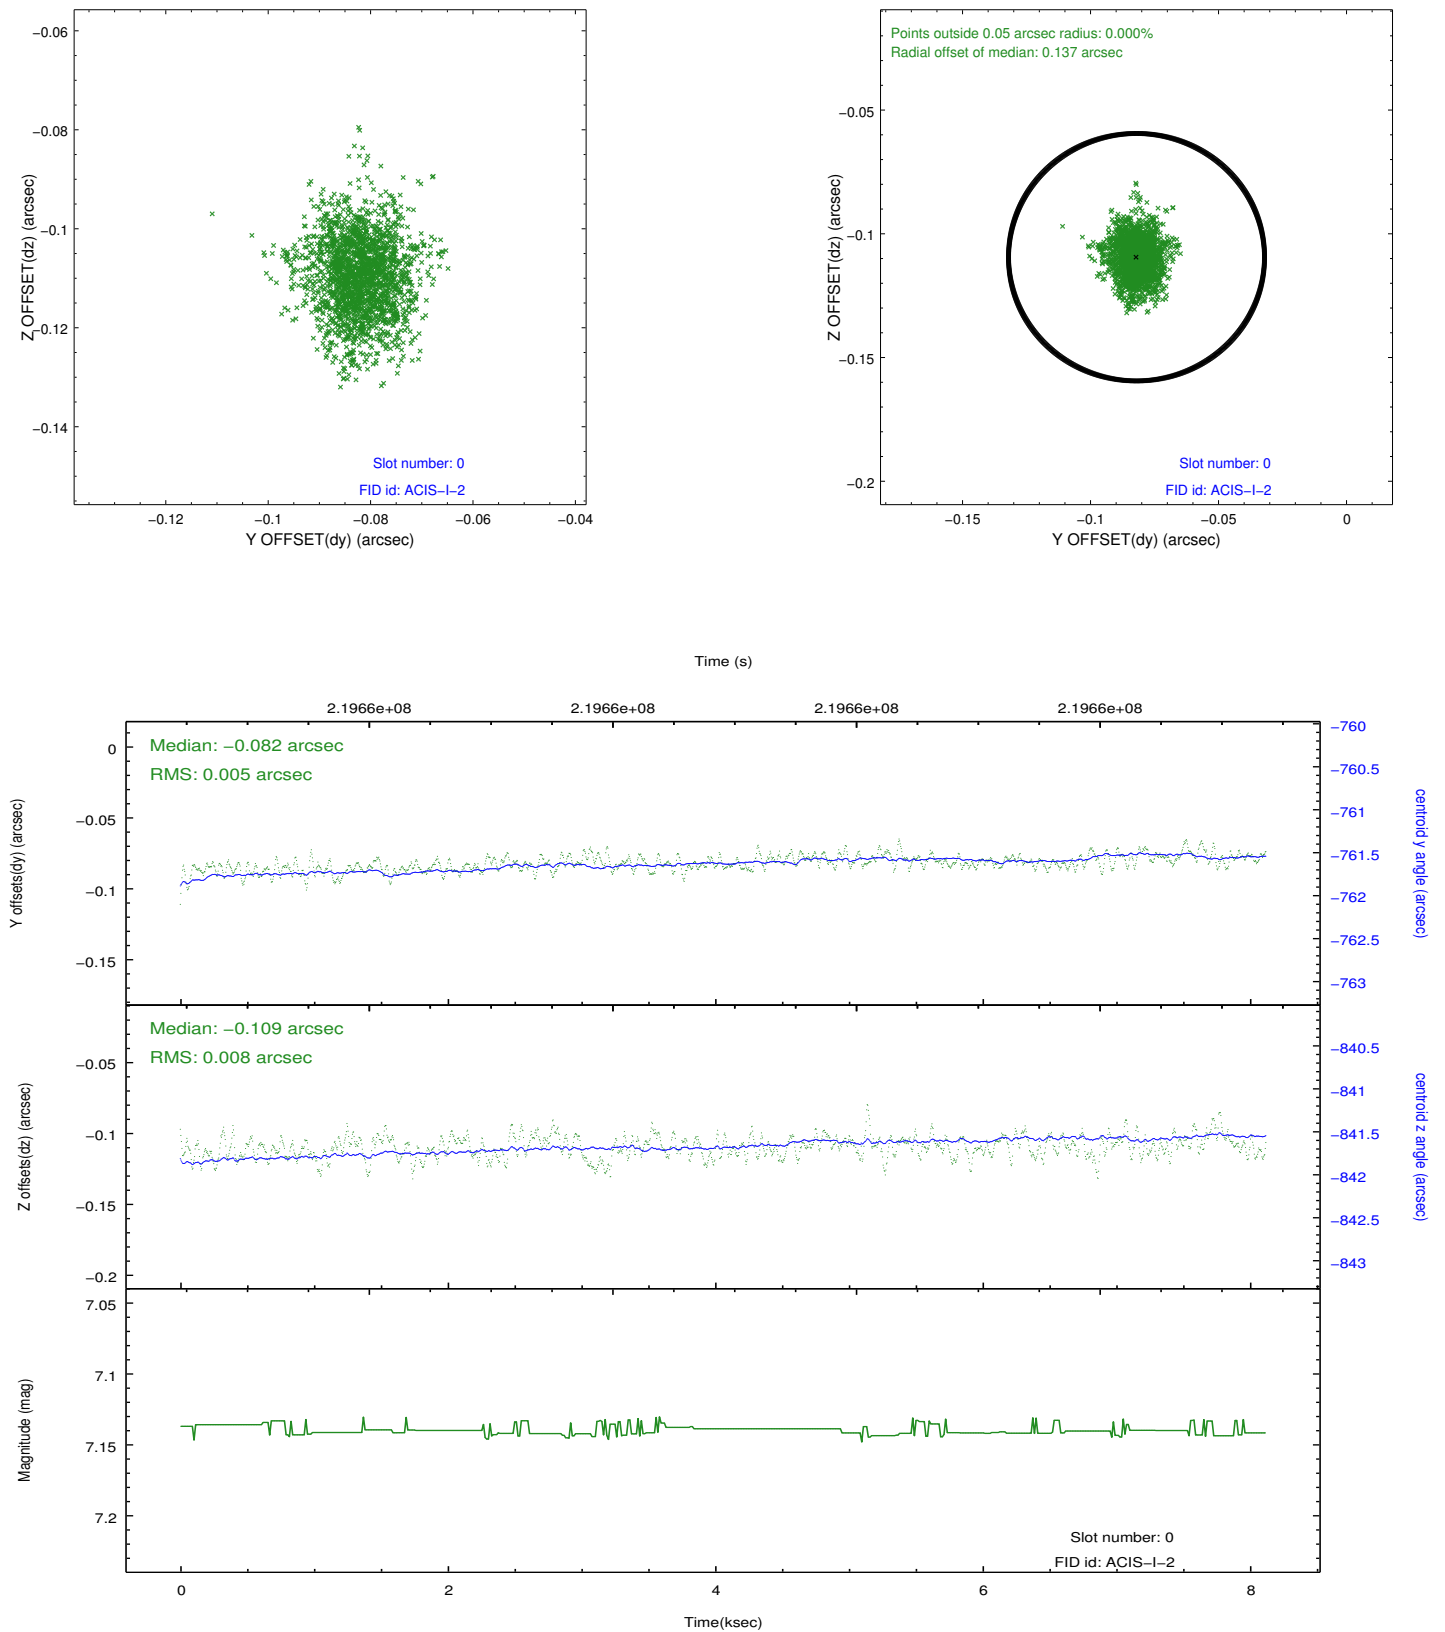 −0.06
−0.08
−0.1
−0.12
−0.14
Z OFFSET(dz) (arcsec)
Slot number: 0
FID id: ACIS−I−2
−0.12
−0.1
−0.08
−0.06
−0.04
Y OFFSET(dy) (arcsec)
Points outside 0.05 arcsec radius: 0.000%
Radial offset of median: 0.137 arcsec
−0.05
−0.1
−0.15
−0.2
Z OFFSET(dz) (arcsec)
Slot number: 0
FID id: ACIS−I−2
−0.15
−0.1
−0.05
0
Y OFFSET(dy) (arcsec)
Time (s)
2.1966e+08
2.1966e+08
2.1966e+08
2.1966e+08
Median: −0.082 arcsec
RMS: 0.005 arcsec
0
−0.05
−0.1
−0.15
Y offsets(dy) (arcsec)
−760
−760.5
−761
−761.5
−762
−762.5
−763
centroid y angle (arcsec)
Median: −0.109 arcsec
RMS: 0.008 arcsec
−0.05
−0.1
−0.15
−0.2
Z offsets(dz) (arcsec)
−840.5
−841
−841.5
−842
−842.5
−843
centroid z angle (arcsec)
7.05
7.1
7.15
7.2
Magnitude (mag)
Slot number: 0
FID id: ACIS−I−2
0
2
4
6
8
Time(ksec)